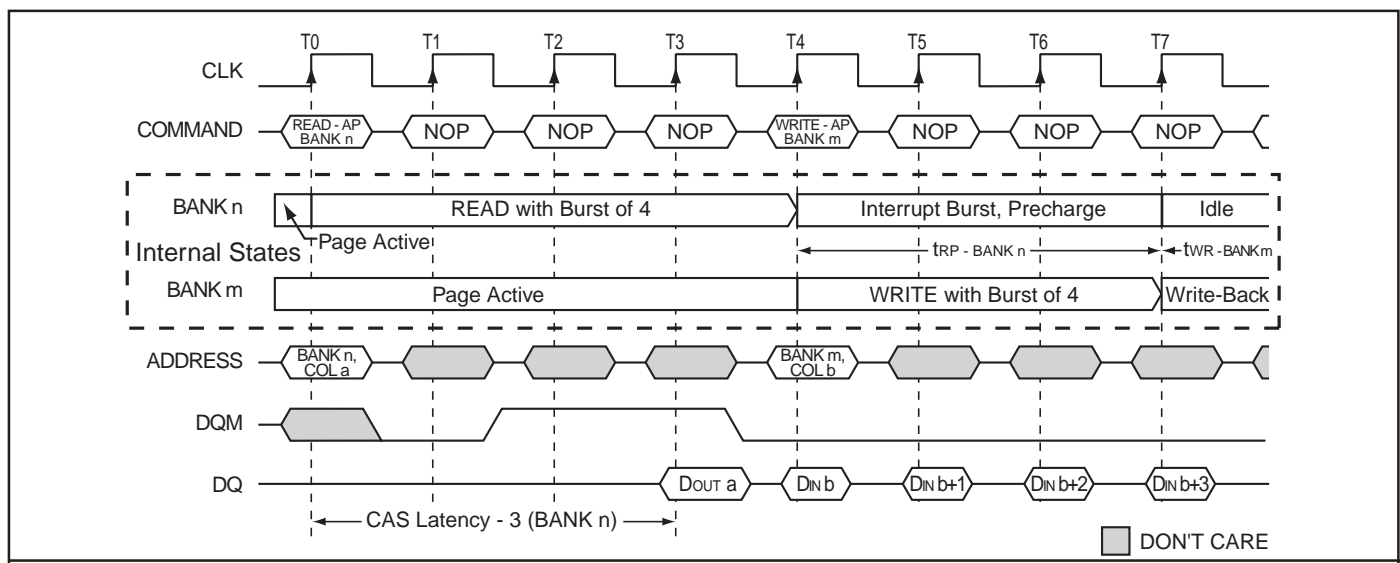 T0 T1 T2 T3 T4 T5 T6 T7
CLK
COMMAND READ - AP BANK n NOP NOP NOP WRITE - AP BANK m NOP NOP NOP
BANK n READ with Burst of 4 Interrupt Burst, Precharge Idle
Page Active
Internal States
tRP - BANK n tWR - BANK m
BANK m Page Active WRITE with Burst of 4 Write-Back
ADDRESS BANK n, COL a BANK m, COL b
DQM
DQ DOUT a DIN b DIN b+1 DIN b+2 DIN b+3
CAS Latency - 3 (BANK n)
DON'T CARE